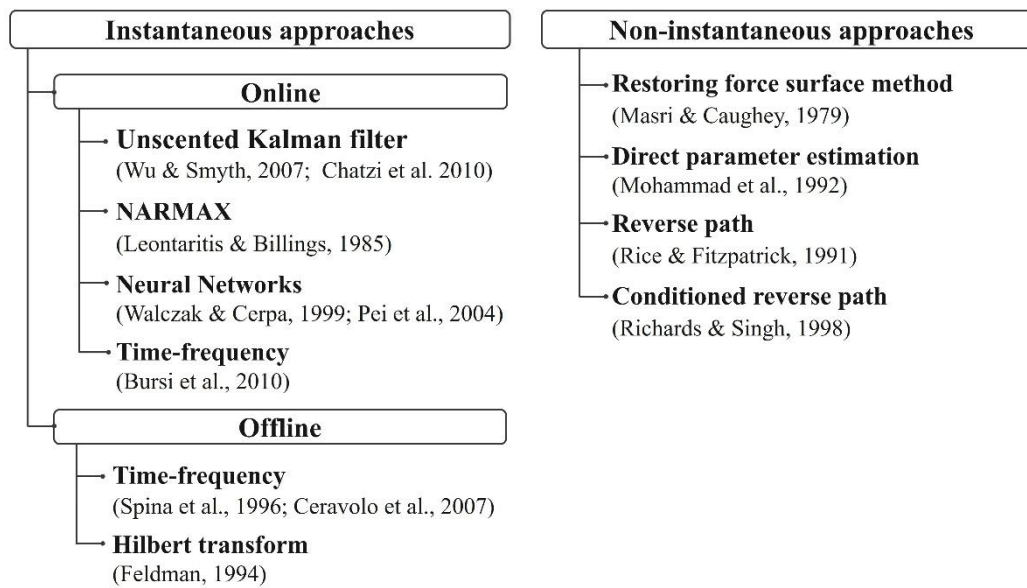 Instantaneous approaches
Online
Unscented Kalman filter
(Wu & Smyth, 2007; Chatzi et al. 2010)
NARMAX
(Leontaritis & Billings, 1985)
Neural Networks
(Walczak & Cerpa, 1999; Pei et al., 2004)
Time-frequency
(Bursi et al., 2010)
Offline
Time-frequency
(Spina et al., 1996; Ceravolo et al., 2007)
Hilbert transform
(Feldman, 1994)
Non-instantaneous approaches
Restoring force surface method
(Masri & Caughey, 1979)
Direct parameter estimation
(Mohammad et al., 1992)
Reverse path
(Rice & Fitzpatrick, 1991)
Conditioned reverse path
(Richards & Singh, 1998)